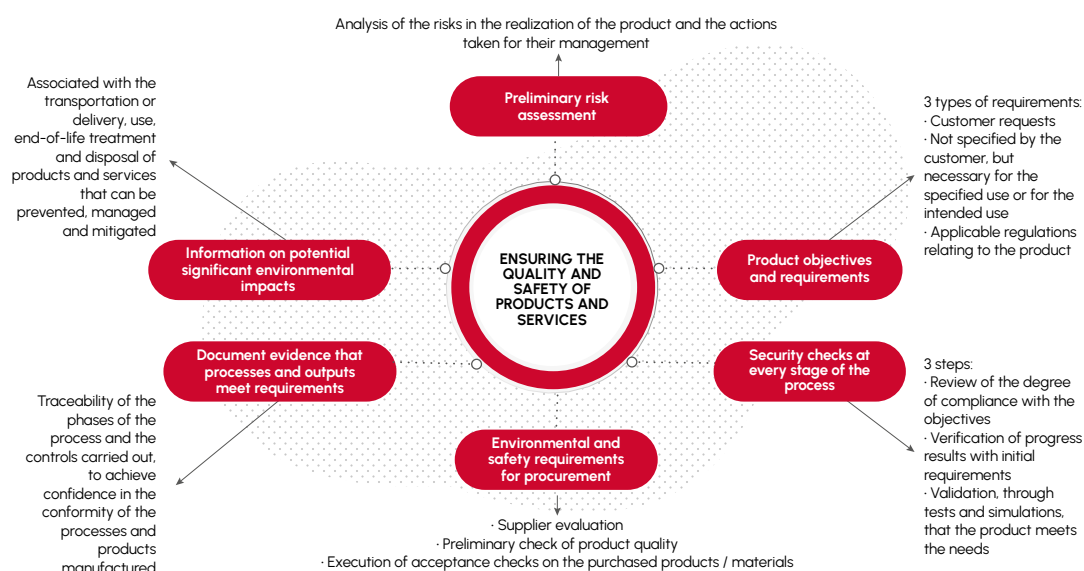 Analysis of the risks in the realization of the product and the actions
taken for their management
Preliminary risk
assessment
Associated with the
transportation or
delivery, use,
end-of-life treatment
and disposal of
products and services
that can be
prevented, managed
and mitigated
Information on potential
significant environmental
impacts
3 types of requirements:
· Customer requests
· Not specified by the
customer, but
necessary for the
specified use or for the
intended use
· Applicable regulations
relating to the product
Product objectives
and requirements
ENSURING THE
QUALITY AND
SAFETY OF
PRODUCTS AND
SERVICES
Document evidence that
processes and outputs
meet requirements
Traceability of the
phases of the
process and the
controls carried out,
to achieve
confidence in the
conformity of the
processes and
products
manufactured
Security checks at
every stage of the
process
3 steps:
· Review of the degree
of compliance with the
objectives
· Verification of progress
results with initial
requirements
· Validation, through
tests and simulations,
that the product meets
the needs
Environmental and
safety requirements
for procurement
· Supplier evaluation
· Preliminary check of product quality
· Execution of acceptance checks on the purchased products / materials